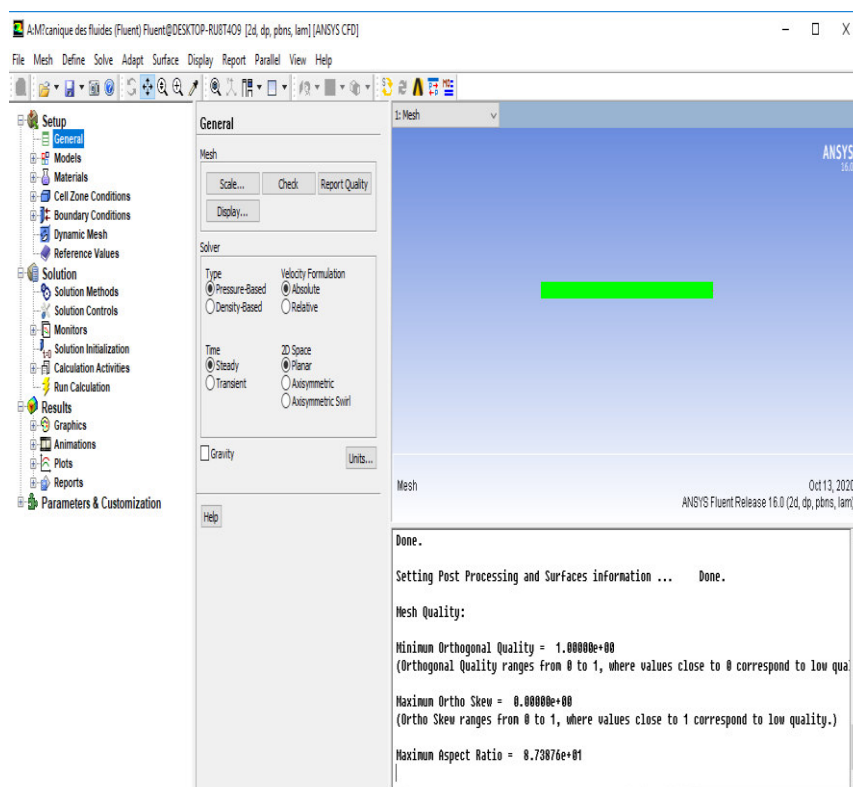 A:M?canique des fluides (Fluent) Fluent@DESKTOP-RU8T4O9 [2d, dp, pbns, lam] [ANSYS CFD]
File Mesh Define Solve Adapt Surface Display Report Parallel View Help
Setup
General
Models
Materials
Cell Zone Conditions
Boundary Conditions
Dynamic Mesh
Reference Values
Solution
Solution Methods
Solution Controls
Monitors
Solution Initialization
Calculation Activities
Run Calculation
Results
Graphics
Animations
Plots
Reports
Parameters & Customization
General
Mesh
Scale... Check Report Quality
Display...
Solver
Type Velocity Formulation
Pressure-Based Absolute
Density-Based Relative
Time 2D Space
Steady Planar
Transient Axisymmetric
Axisymmetric Swirl
Gravity Units...
Help
1: Mesh
ANSYS
16.0
Mesh Oct 13, 2020
ANSYS Fluent Release 16.0 (2d, dp, pbns, lam)
Done.
Setting Post Processing and Surfaces information ... Done.
Mesh Quality:
Minimum Orthogonal Quality = 1.00000e+00
(Orthogonal Quality ranges from 0 to 1, where values close to 0 correspond to low qua
Maximum Ortho Skew = 0.00000e+00
(Ortho Skew ranges from 0 to 1, where values close to 1 correspond to low quality.)
Maximum Aspect Ratio = 8.73876e+01